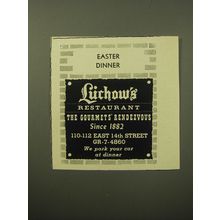 EASTER
DINNER
Lüchow's
RESTAURANT
THE GOURMETS' RENDEZVOUS
Since 1882
110-112 EAST 14th STREET
GR-7-4860
We park your car
at dinner